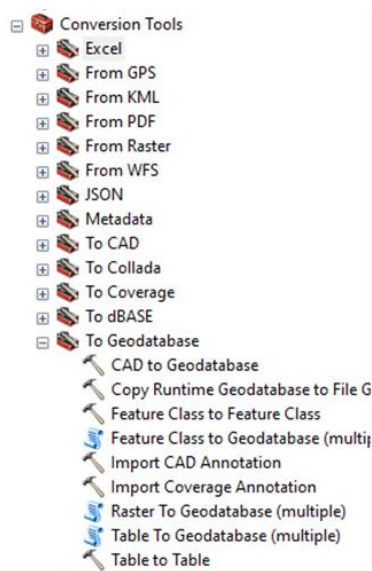 Conversion Tools
Excel
From GPS
From KML
From PDF
From Raster
From WFS
JSON
Metadata
To CAD
To Collada
To Coverage
To dBASE
To Geodatabase
CAD to Geodatabase
Copy Runtime Geodatabase to File G
Feature Class to Feature Class
Feature Class to Geodatabase (multip
Import CAD Annotation
Import Coverage Annotation
Raster To Geodatabase (multiple)
Table To Geodatabase (multiple)
Table to Table